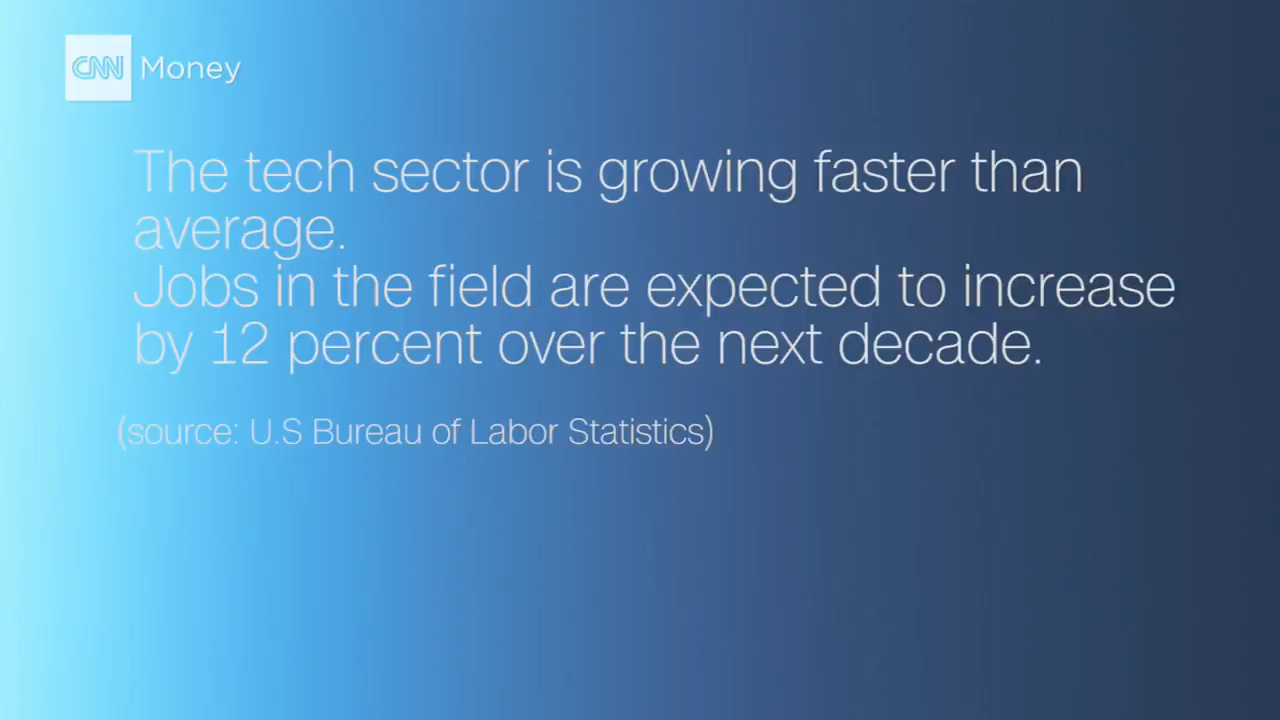 CNN Money
The tech sector is growing faster than
average.
Jobs in the field are expected to increase
by 12 percent over the next decade.
(source: U.S Bureau of Labor Statistics)